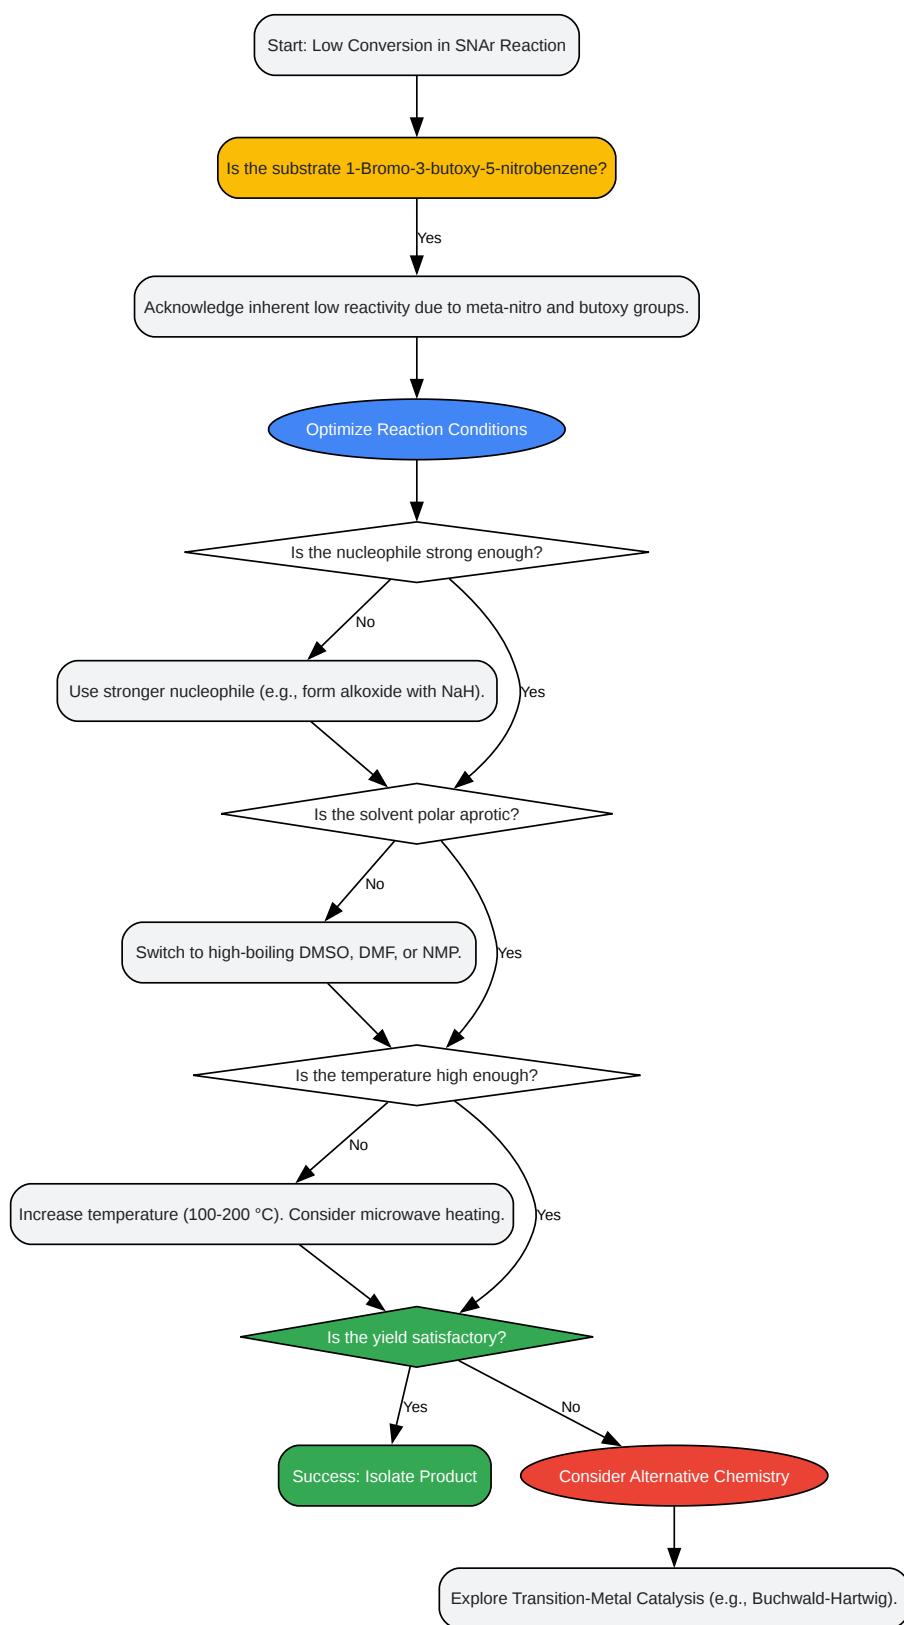 Start: Low Conversion in SNAr Reaction
Is the substrate 1-Bromo-3-butoxy-5-nitrobenzene?
Yes
Acknowledge inherent low reactivity due to meta-nitro and butoxy groups.
Optimize Reaction Conditions
Is the nucleophile strong enough?
No
Use stronger nucleophile (e.g., form alkoxide with NaH).
Yes
Is the solvent polar aprotic?
No
Switch to high-boiling DMSO, DMF, or NMP.
Yes
Is the temperature high enough?
No
Increase temperature (100-200 °C). Consider microwave heating.
Yes
Is the yield satisfactory?
Yes
No
Success: Isolate Product
Consider Alternative Chemistry
Explore Transition-Metal Catalysis (e.g., Buchwald-Hartwig).